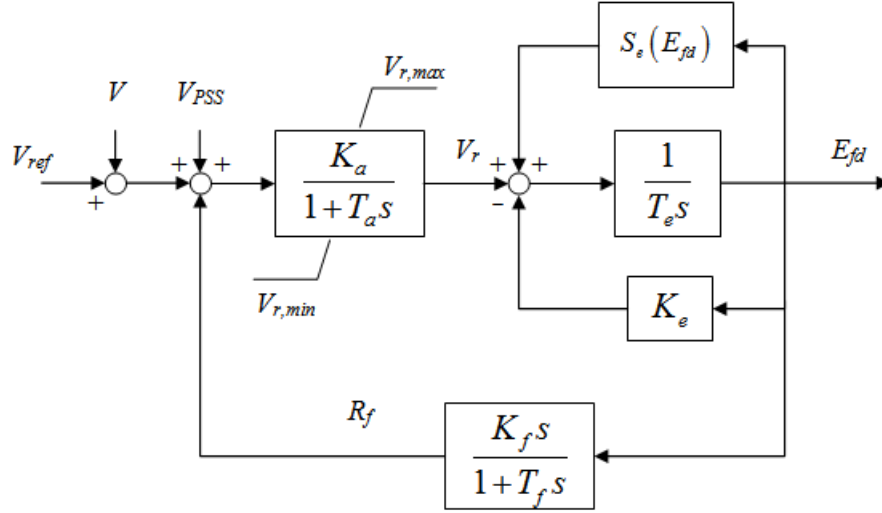 S_e(E_fd)
V_r,max
V
V_PSS
V_ref
+
+
+
K_a
1+T_a s
V_r
+
+
−
1
T_e s
E_fd
V_r,min
K_e
R_f
K_f s
1+T_f s